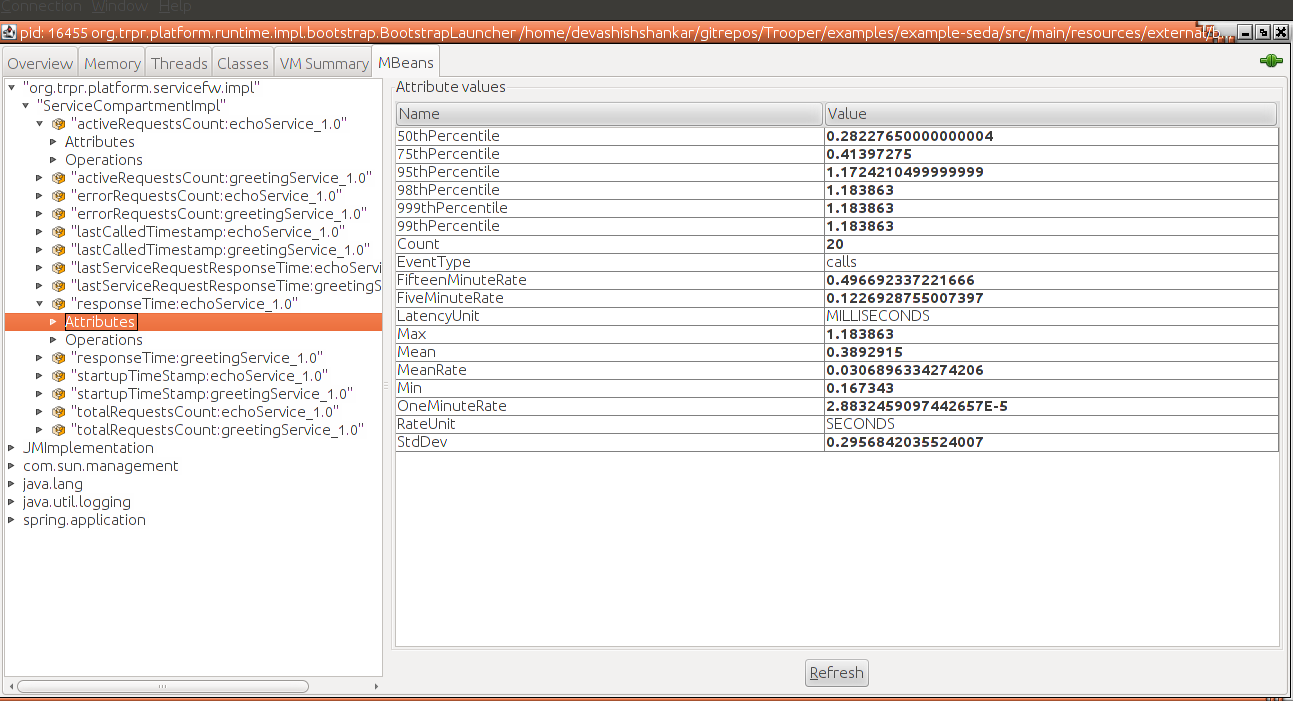 Connection Window Help
pid: 16455 org.trpr.platform.runtime.impl.bootstrap.BootstrapLauncher /home/devashishshankar/gitrepos/Trooper/examples/example-seda/src/main/resources/external/
Overview Memory Threads Classes VM Summary MBeans
"org.trpr.platform.servicefw.impl"
"ServiceCompartmentImpl"
"activeRequestsCount:echoService_1.0"
Attributes
Operations
"activeRequestsCount:greetingService_1.0"
"errorRequestsCount:echoService_1.0"
"errorRequestsCount:greetingService_1.0"
"lastCalledTimestamp:echoService_1.0"
"lastCalledTimestamp:greetingService_1.0"
"lastServiceRequestResponseTime:echoServi
"lastServiceRequestResponseTime:greetingS
"responseTime:echoService_1.0"
Attributes
Operations
"responseTime:greetingService_1.0"
"startupTimeStamp:echoService_1.0"
"startupTimeStamp:greetingService_1.0"
"totalRequestsCount:echoService_1.0"
"totalRequestsCount:greetingService_1.0"
JMImplementation
com.sun.management
java.lang
java.util.logging
spring.application
Attribute values
Name Value
50thPercentile 0.28227650000000004
75thPercentile 0.41397275
95thPercentile 1.1724210499999999
98thPercentile 1.183863
999thPercentile 1.183863
99thPercentile 1.183863
Count 20
EventType calls
FifteenMinuteRate 0.496692337221666
FiveMinuteRate 0.1226928755007397
LatencyUnit MILLISECONDS
Max 1.183863
Mean 0.3892915
MeanRate 0.0306896334274206
Min 0.167343
OneMinuteRate 2.8832459097442657E-5
RateUnit SECONDS
StdDev 0.2956842035524007
Refresh